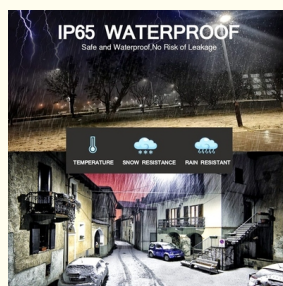 IP65 WATERPROOF
Safe and Waterproof,No Risk of Leakage
TEMPERATURE SNOW RESISTANCE RAIN RESISTANT